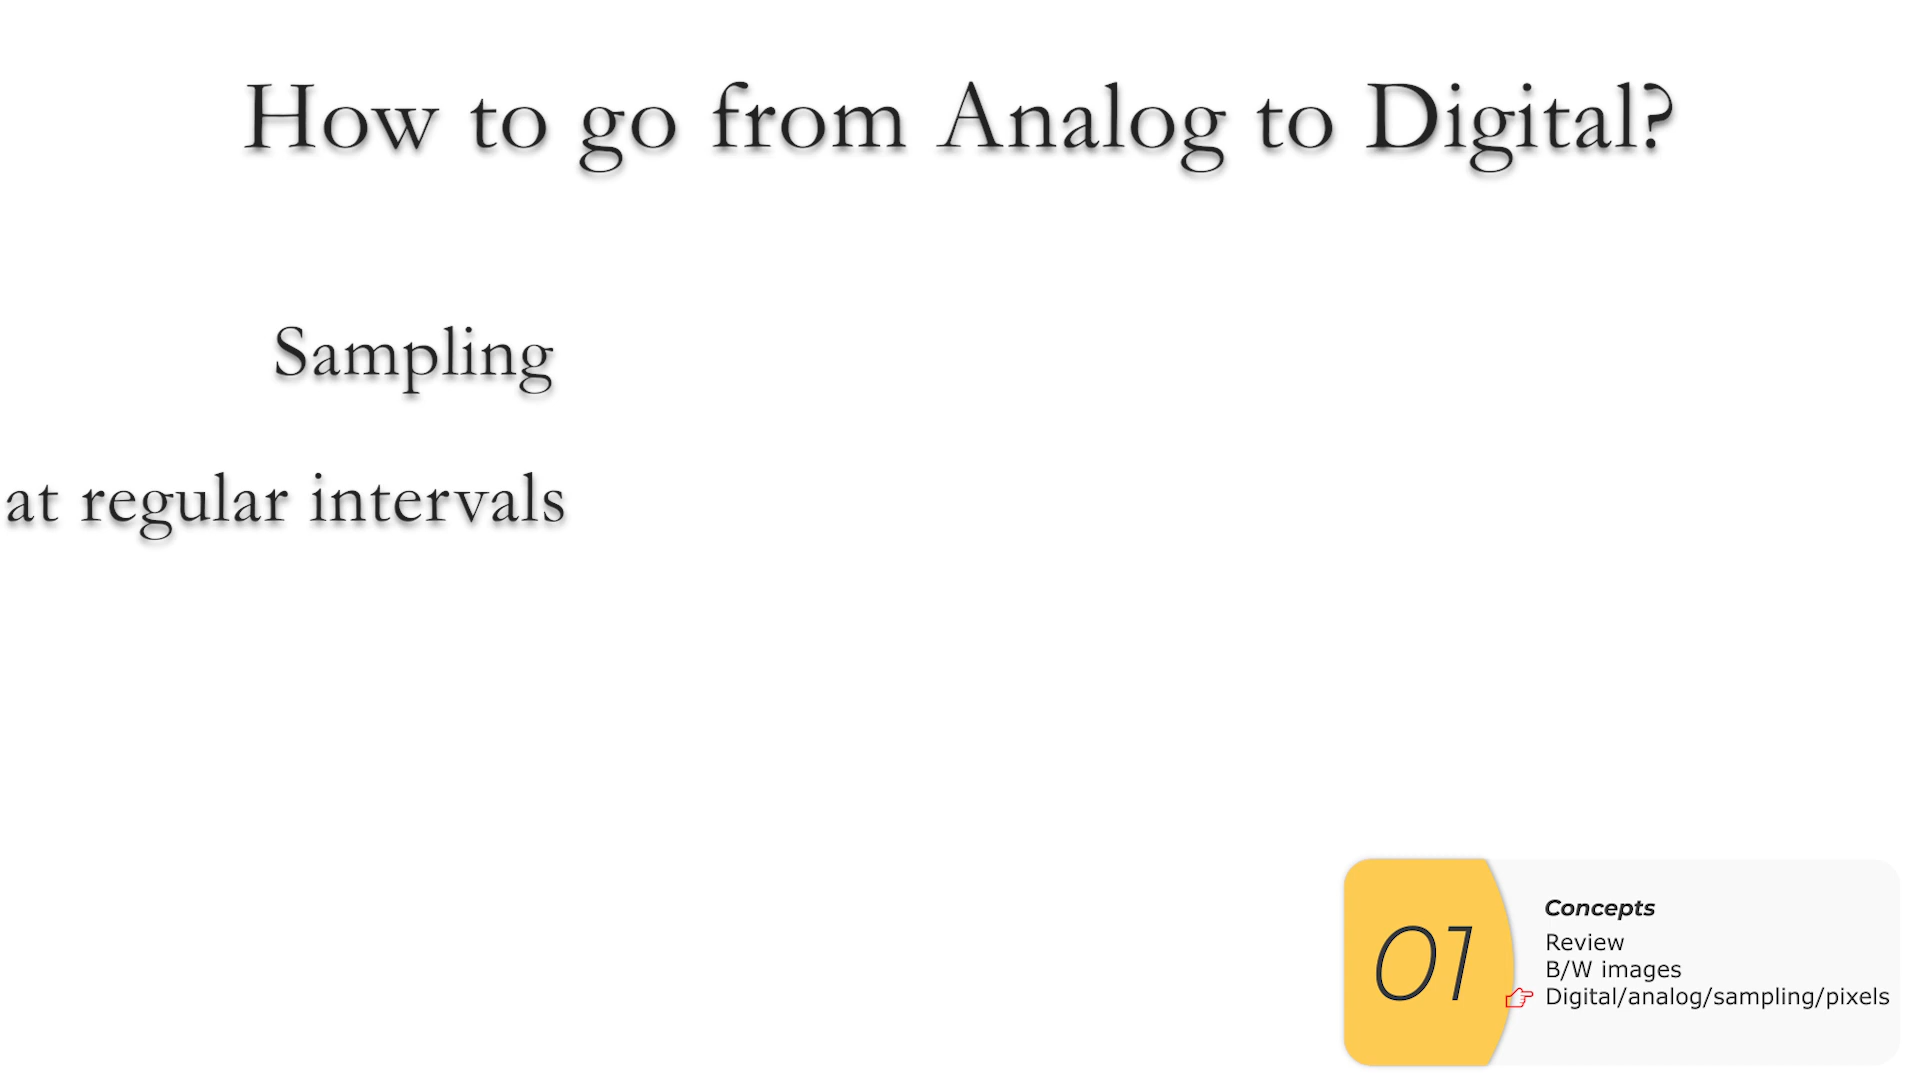 How to go from Analog to Digital?
Sampling
at regular intervals
01
Concepts
Review
B/W images
Digital/analog/sampling/pixels